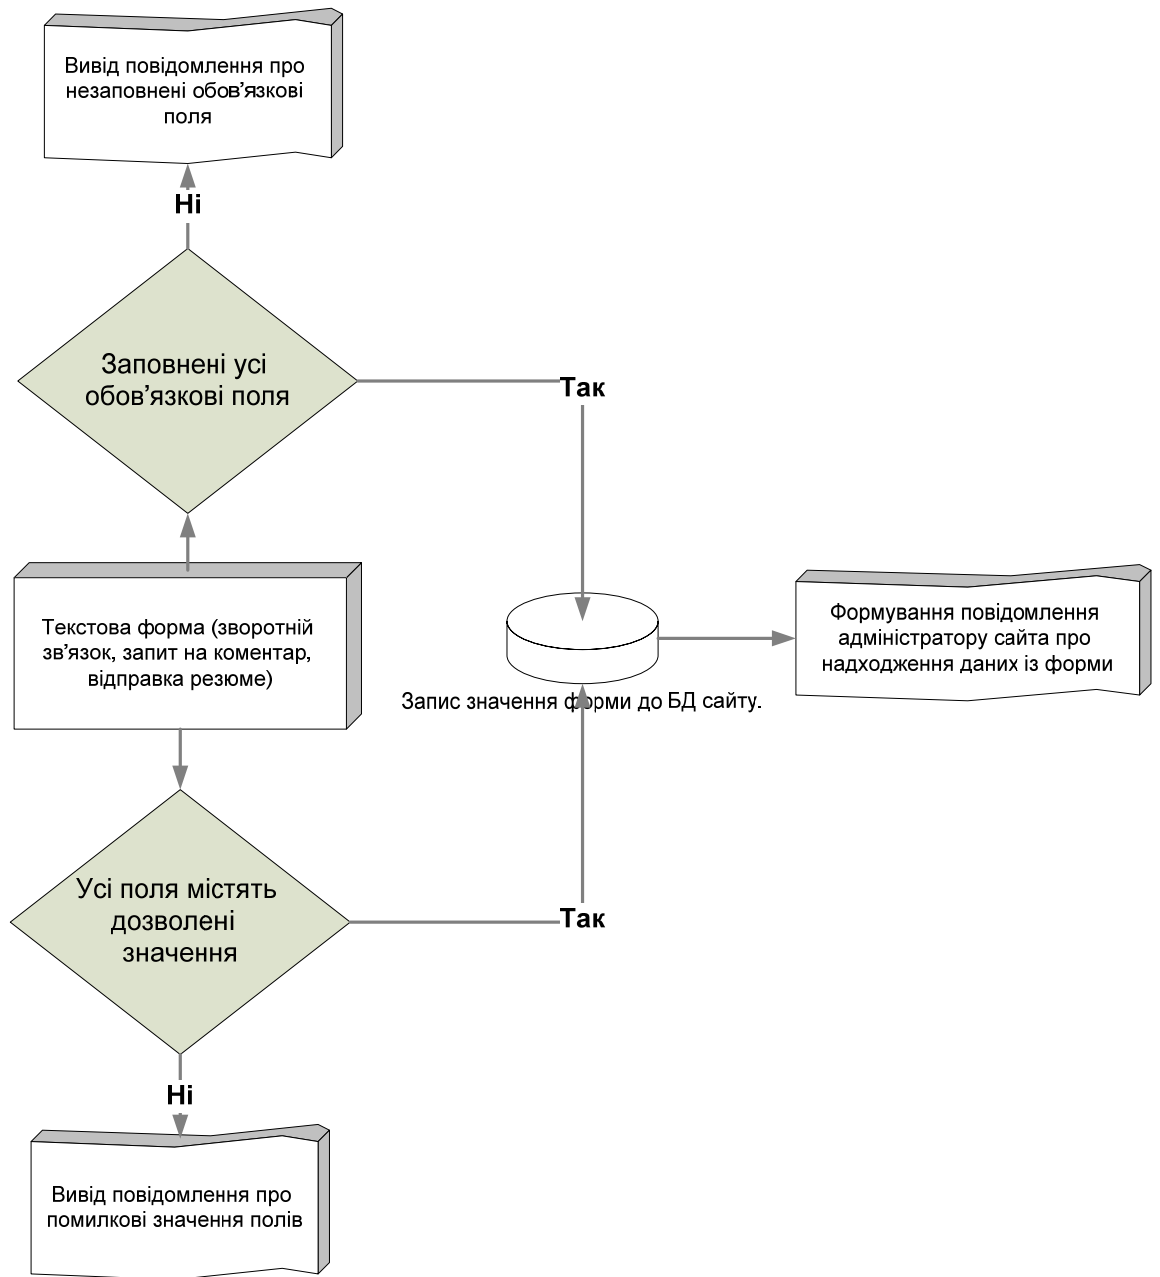 Вивід повідомлення про
незаповнені обов’язкові
поля
Ні
Заповнені усі
обов’язкові поля
Так
Текстова форма (зворотній
зв’язок, запит на коментар,
відправка резюме)
Запис значення форми до БД сайту.
Формування повідомлення
адміністратору сайта про
надходження даних із форми
Усі поля містять
дозволені
значення
Так
Ні
Вивід повідомлення про
помилкові значення полів